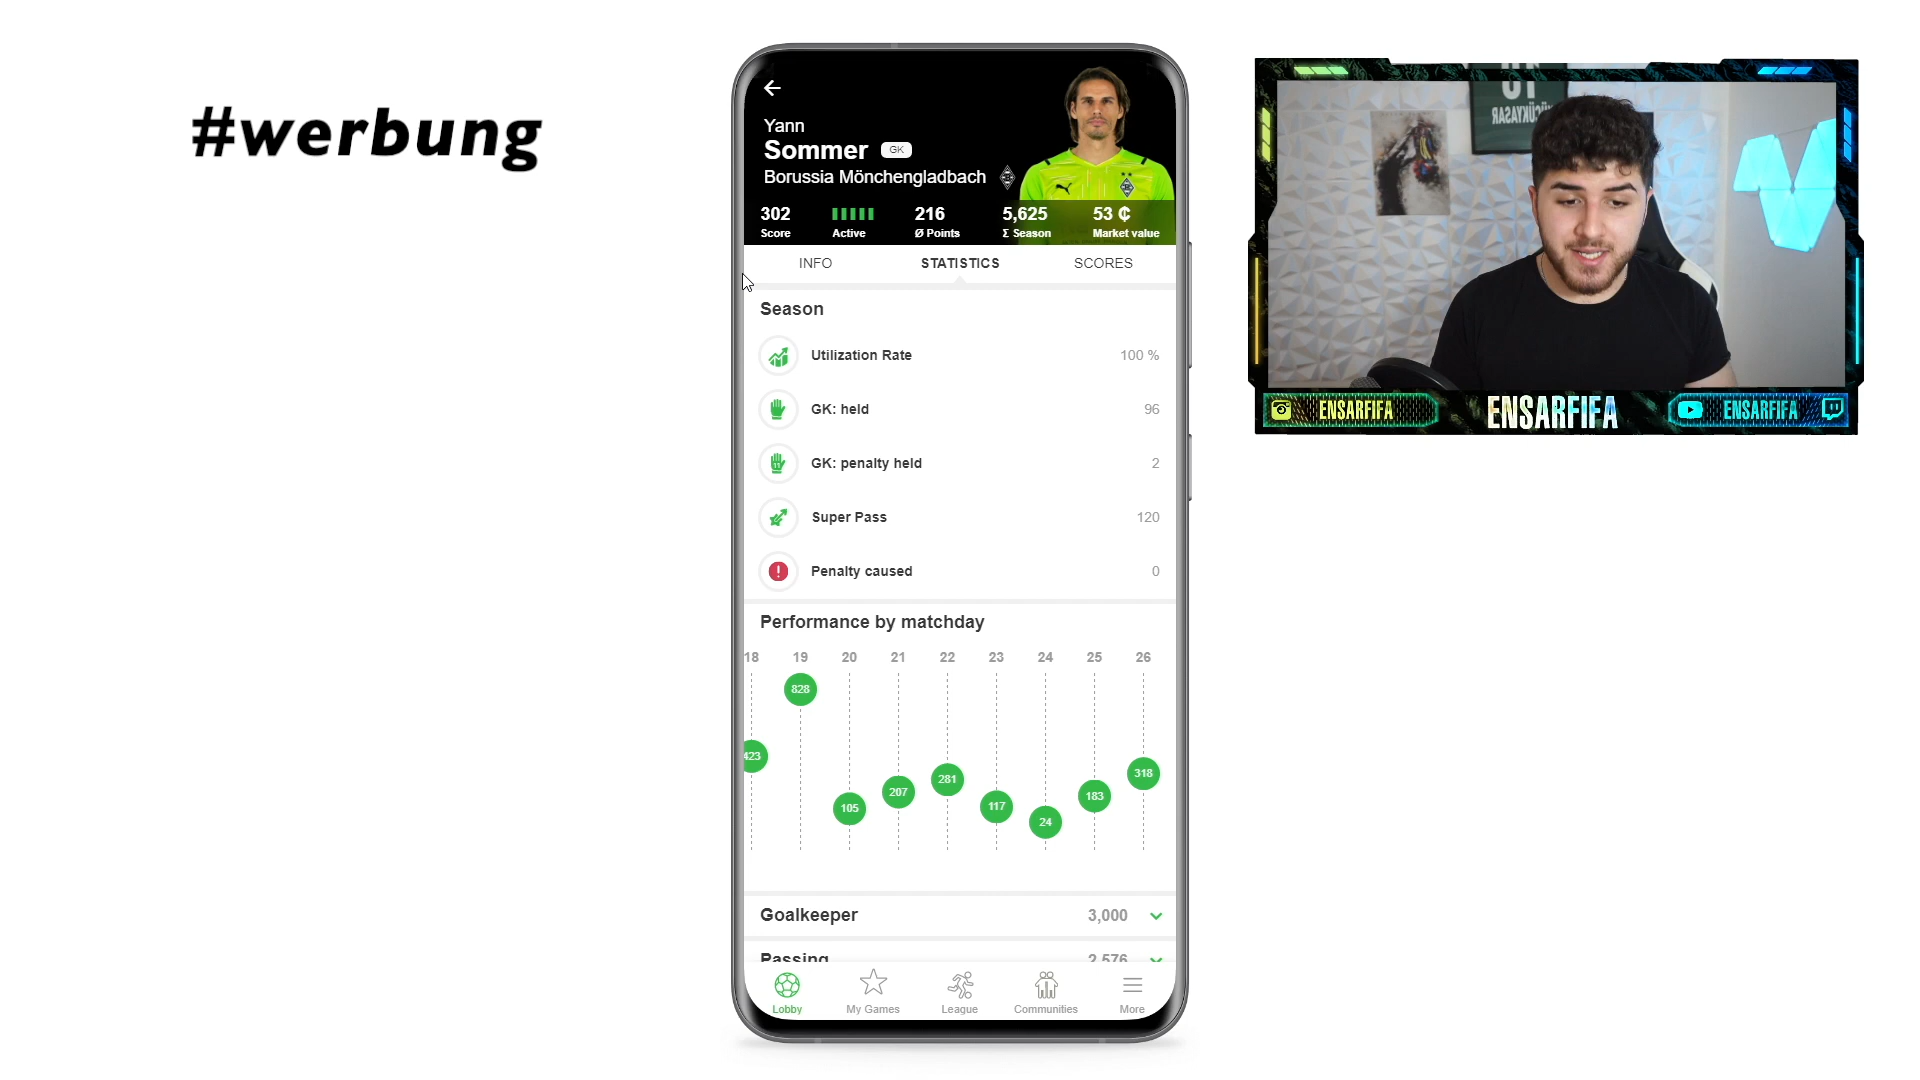 #werbung
Yann
Sommer GK
Borussia Mönchengladbach
302 216 5,625 53 ₵
Score Active Ø Points Σ Season Market value
INFO STATISTICS SCORES
Season
Utilization Rate 100 %
GK: held 96
GK: penalty held 2
Super Pass 120
Penalty caused 0
Performance by matchday
18 19 20 21 22 23 24 25 26
828
423
318
281
207
183
105
117
24
Goalkeeper 3,000
Passing 2,576
Lobby My Games League Communities More
ENSARFIFA ENSARFIFA ENSARFIFA